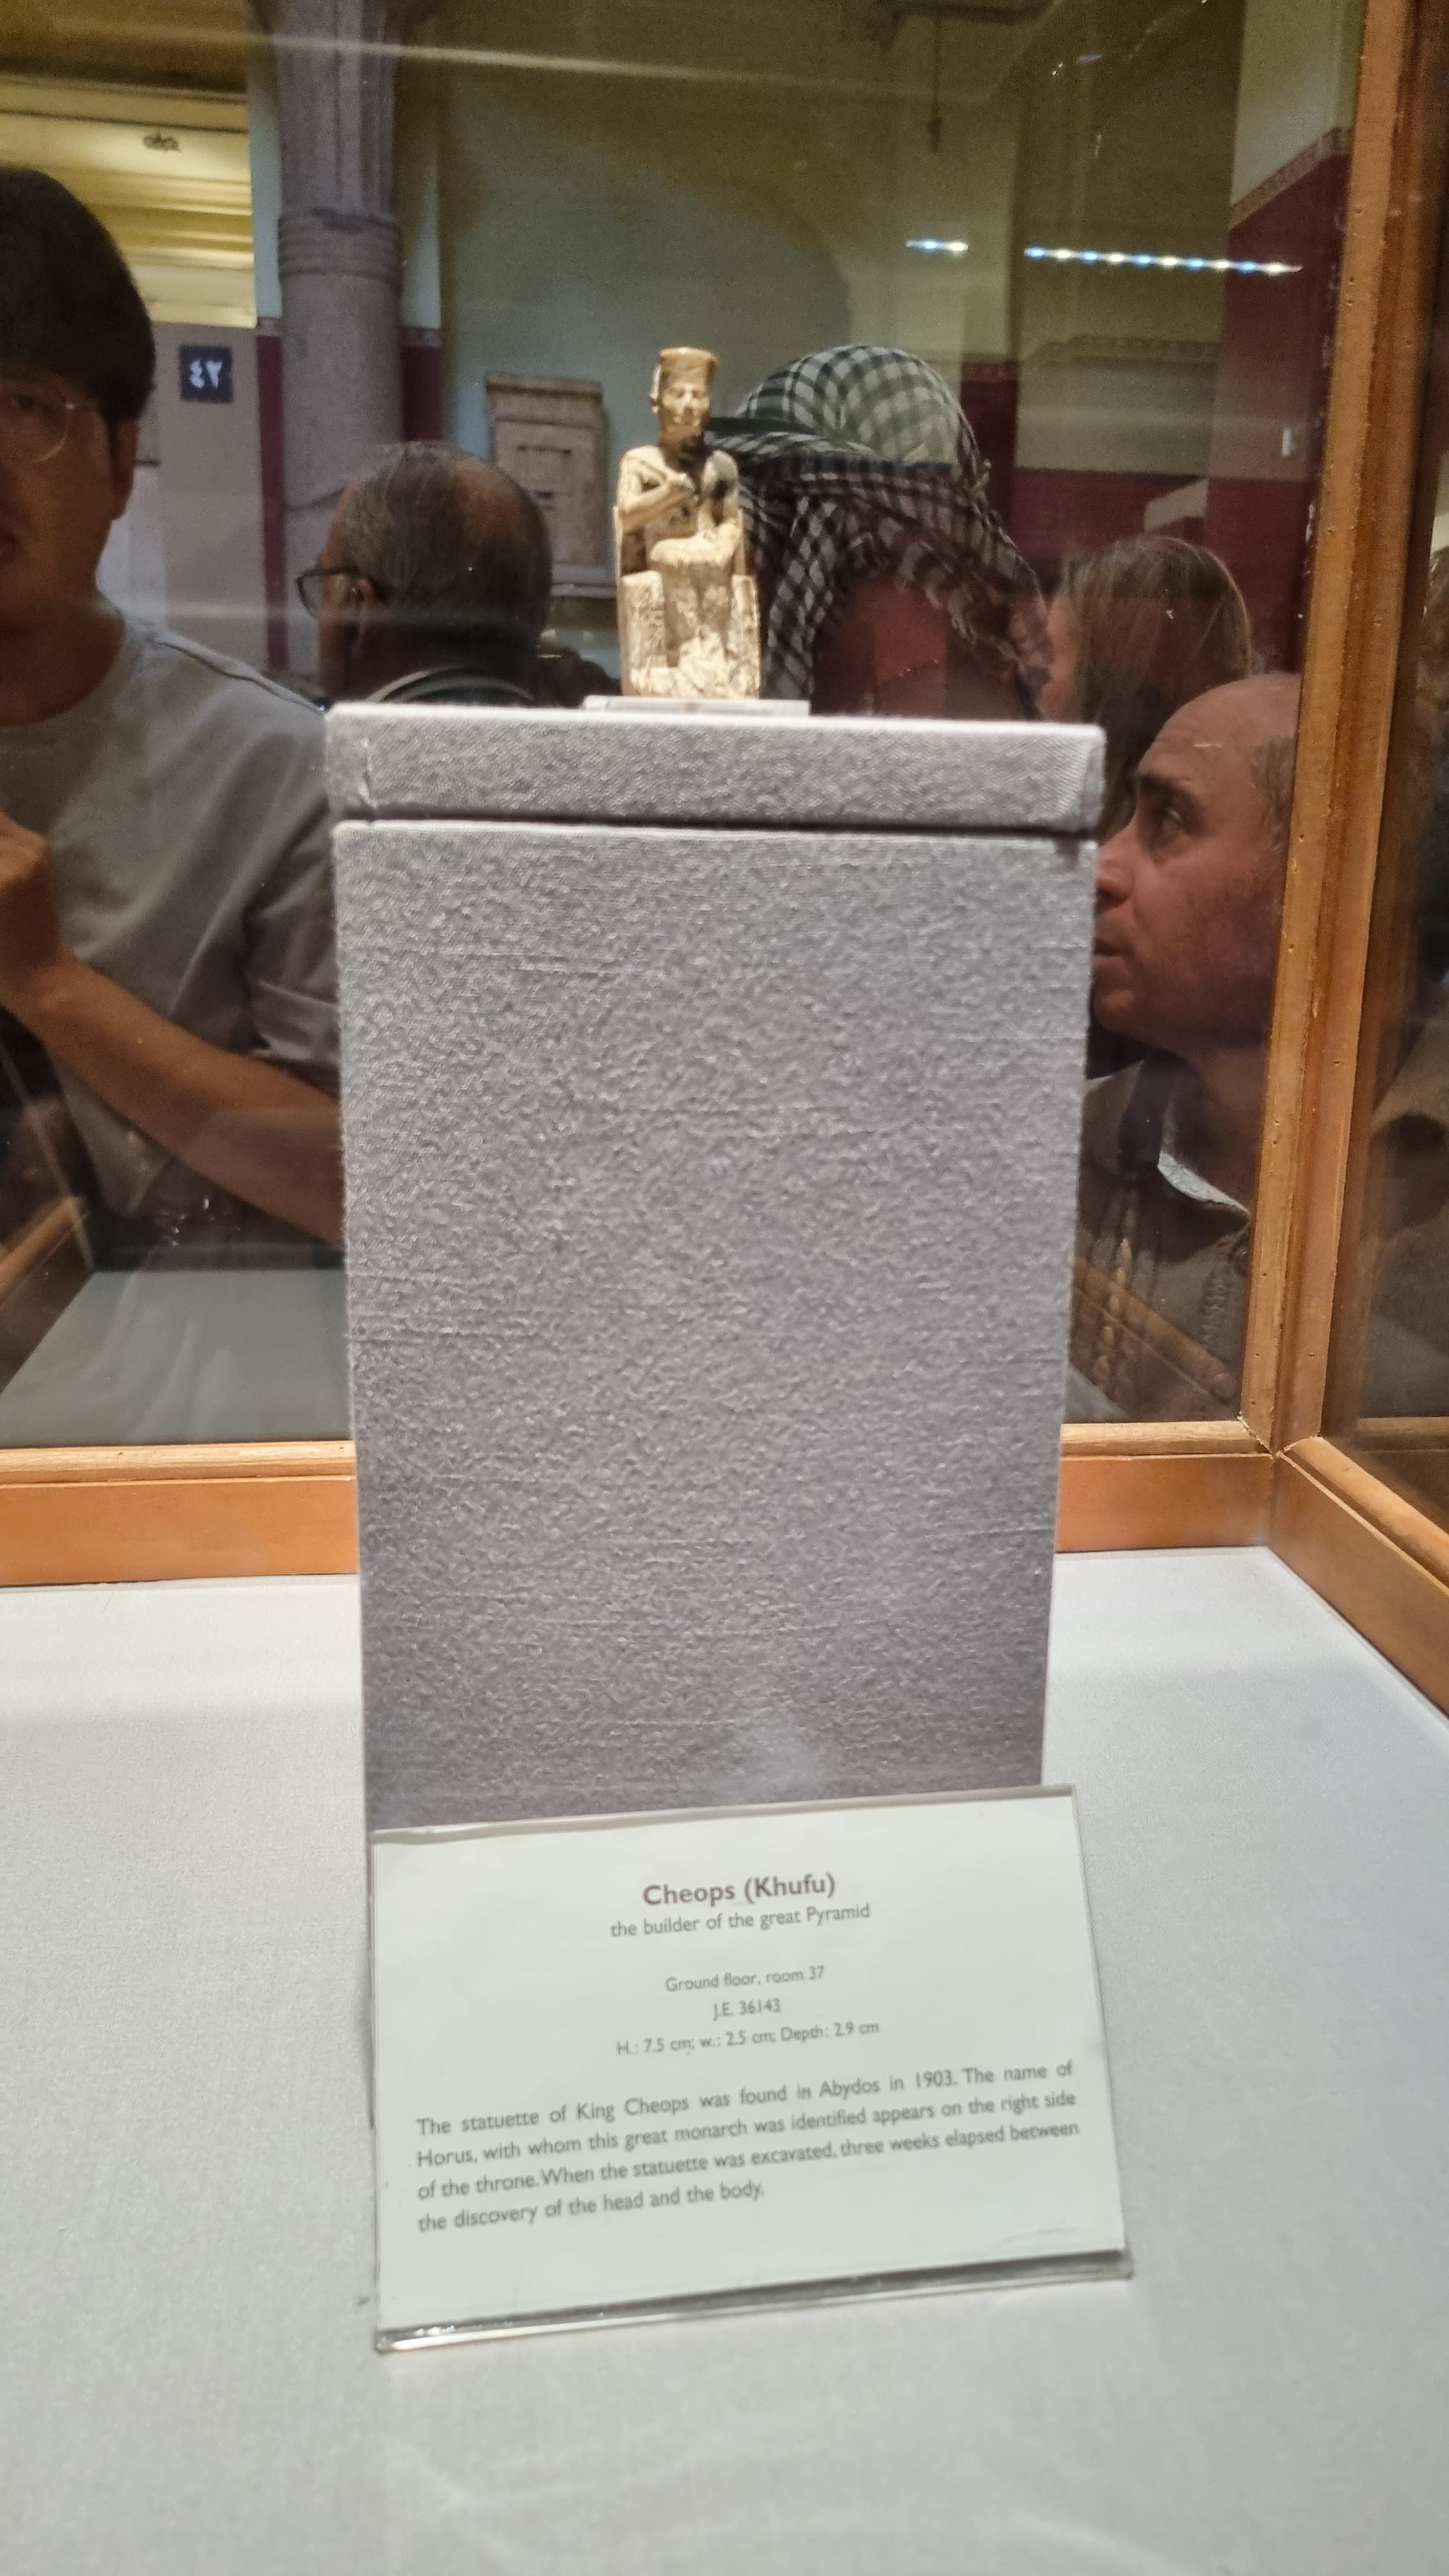 ٤٢
Cheops (Khufu)
the builder of the great Pyramid
Ground floor, room 37
J.E. 36143
H.: 7.5 cm; w.: 2.5 cm; Depth: 2.9 cm
The statuette of King Cheops was found in Abydos in 1903. The name of
Horus, with whom this great monarch was identified appears on the right side
of the throne. When the statuette was excavated, three weeks elapsed between
the discovery of the head and the body.